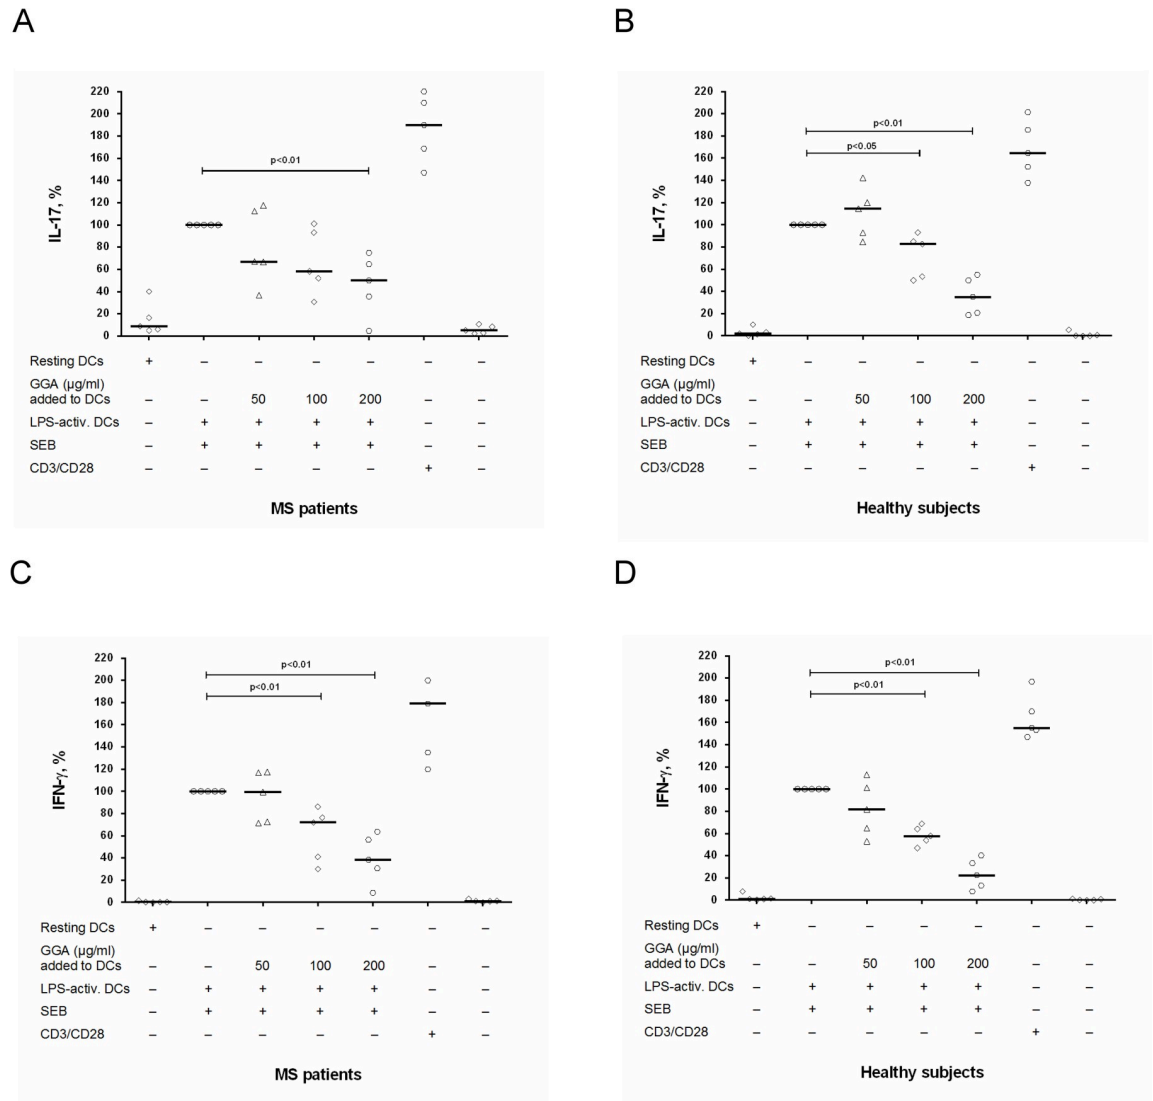 A
220
200
180
160
140
120
100
80
60
40
20
0
IL-17, %
p<0.01
Resting DCs + – – – – – –
GGA (µg/ml)
added to DCs – – 50 100 200 – –
LPS-activ. DCs – + + + + – –
SEB – + + + + – –
CD3/CD28 – – – – – + –
MS patients
B
220
200
180
160
140
120
100
80
60
40
20
0
IL-17, %
p<0.01
p<0.05
Resting DCs + – – – – – –
GGA (µg/ml)
added to DCs – – 50 100 200 – –
LPS-activ. DCs – + + + + – –
SEB – + + + + – –
CD3/CD28 – – – – – + –
Healthy subjects
C
220
200
180
160
140
120
100
80
60
40
20
0
IFN-γ, %
p<0.01
p<0.01
Resting DCs + – – – – – –
GGA (µg/ml)
added to DCs – – 50 100 200 – –
LPS-activ. DCs – + + + + – –
SEB – + + + + – –
CD3/CD28 – – – – – + –
MS patients
D
220
200
180
160
140
120
100
80
60
40
20
0
IFN-γ, %
p<0.01
p<0.01
Resting DCs + – – – – – –
GGA (µg/ml)
added to DCs – – 50 100 200 – –
LPS-activ. DCs – + + + + – –
SEB – + + + + – –
CD3/CD28 – – – – – + –
Healthy subjects